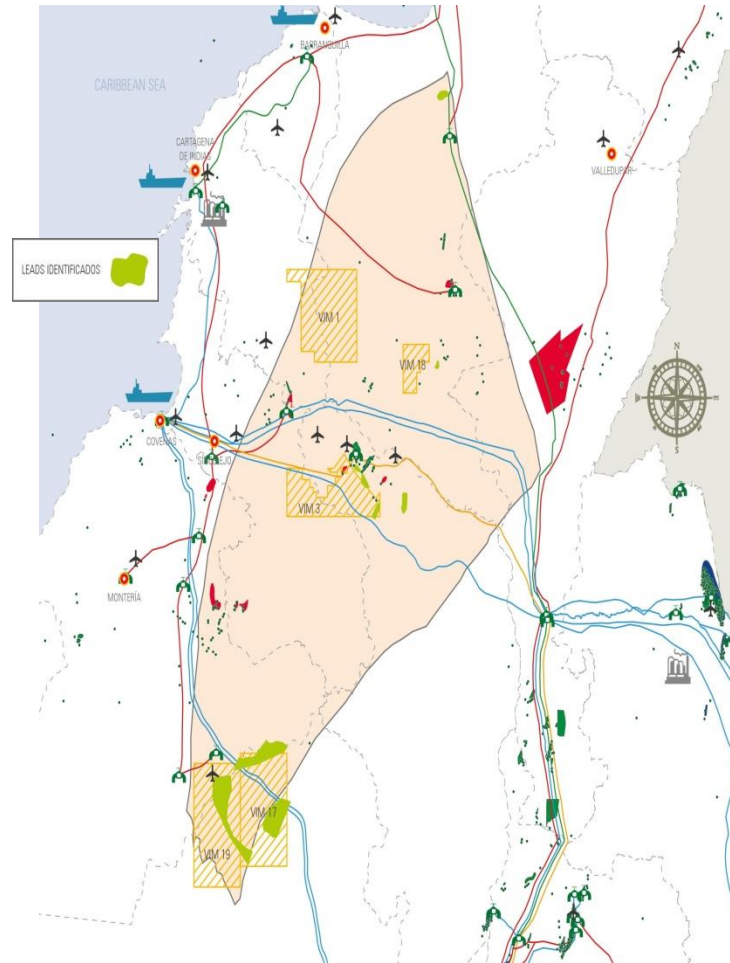 BARRANQUILLA
CARIBBEAN SEA
CARTAGENA
DE INDIAS
VALLEDUPAR
LEADS IDENTIFICADOS
VIM 1
VIM 18
N
COVEÑAS
VIM 3
S
MONTERÍA
VIM 17
VIM 19